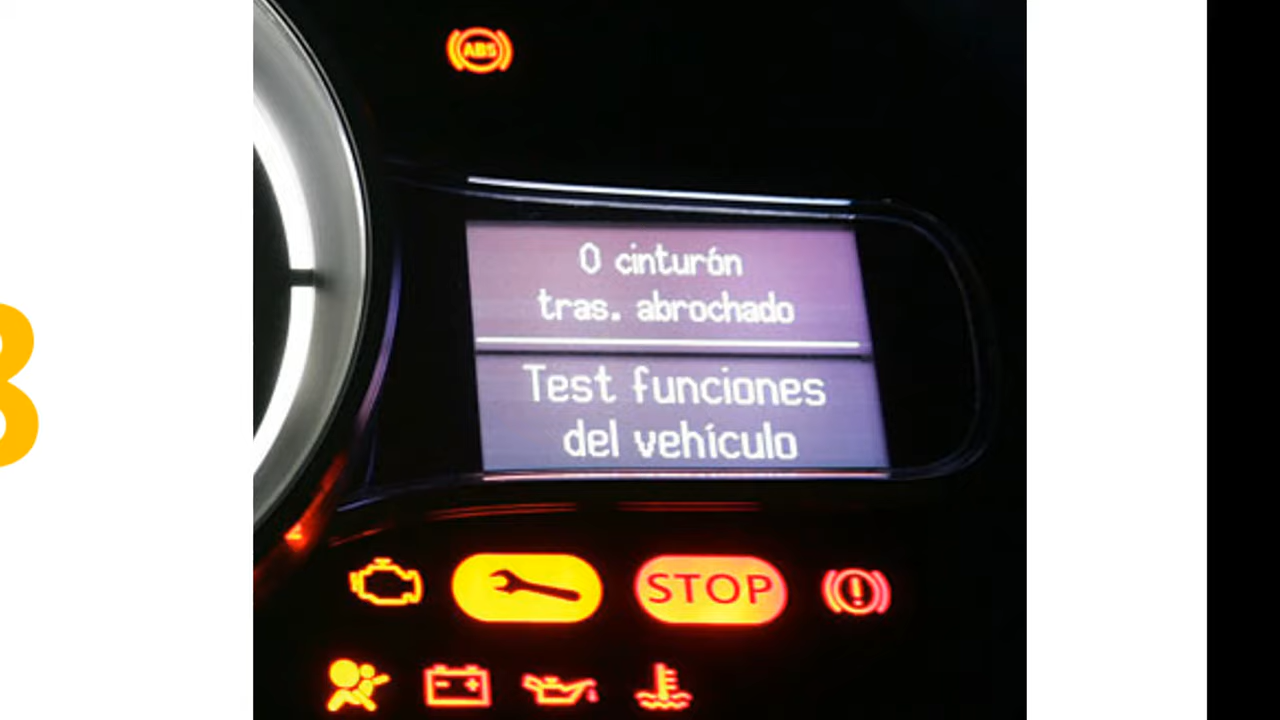 ABS
0 cinturón
tras. abrochado
Test funciones
del vehículo
STOP